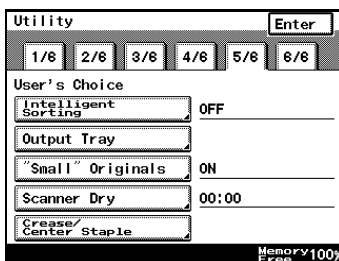 Utility
Enter
1/6 2/6 3/6 4/6 5/6 6/6
User's Choice
Intelligent
Sorting
OFF
Output Tray
"Small" Originals
ON
Scanner Dry
00:00
Crease/
Center Staple
Memory
Free
100%